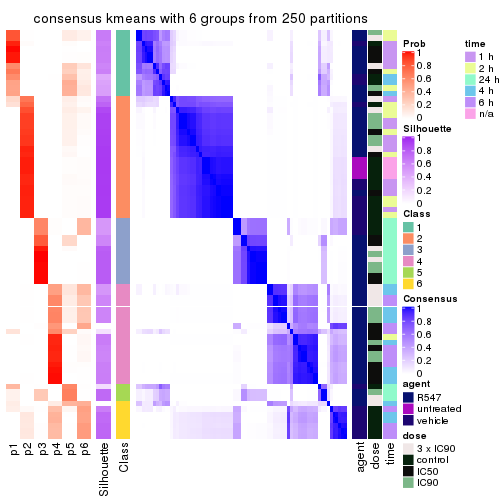 consensus kmeans with 6 groups from 250 partitions
Prob
1
0.8
0.6
0.4
0.2
0
time
1 h
2 h
24 h
4 h
6 h
n/a
Silhouette
1
0.8
0.6
0.4
0.2
0
Class
1
2
3
4
5
6
Consensus
1
0.8
0.6
0.4
0.2
0
agent
R547
untreated
vehicle
dose
3 x IC90
control
IC50
IC90
p1
p2
p3
p4
p5
p6
Silhouette
Class
agent
dose
time